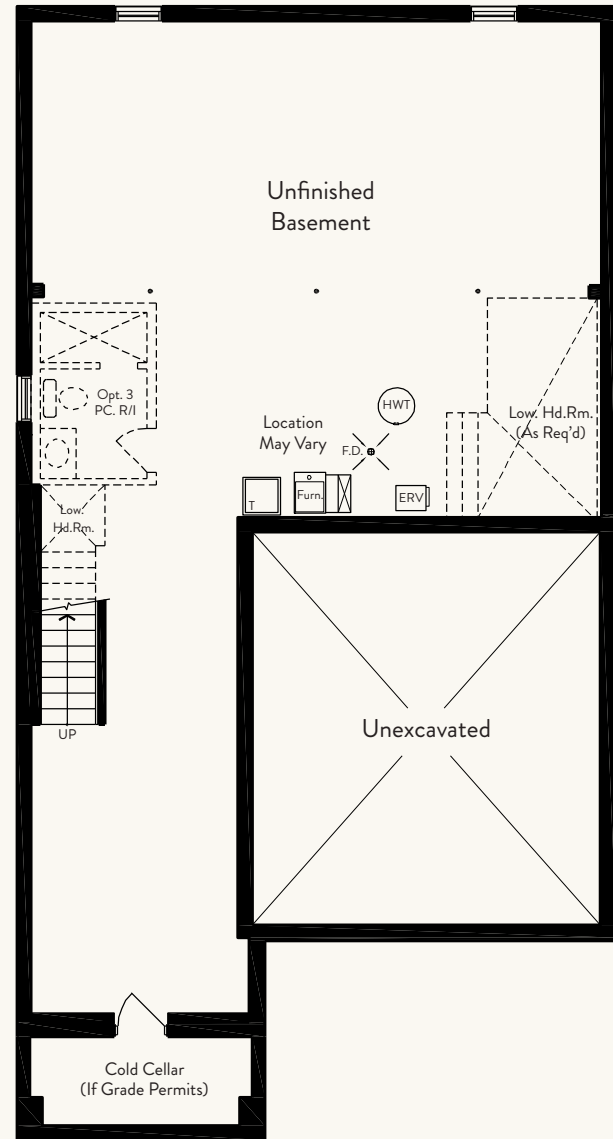 Unfinished
Basement
Opt. 3
PC. R/I
HWT
Location
May Vary
F.D.
Low. Hd.Rm.
(As Req'd)
T
Furn.
ERV
Low.
Hd.Rm.
UP
Unexcavated
Cold Cellar
(If Grade Permits)